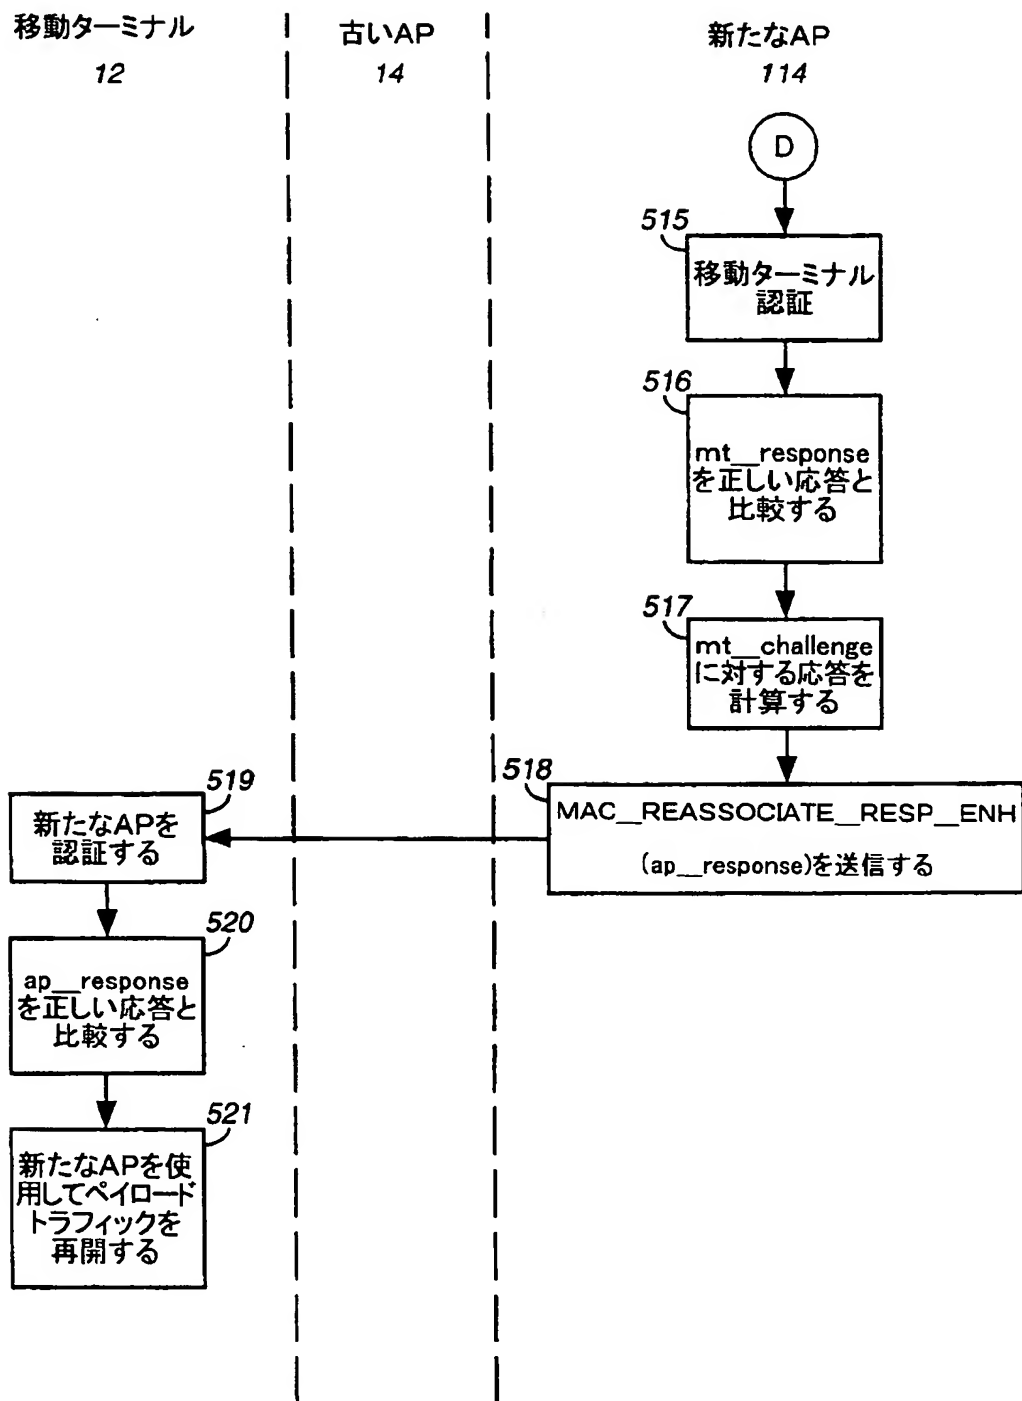 移動ターミナル
12
古いAP
14
新たなAP
114
D
515
移動ターミナル
認証
516
mt__response
を正しい応答と
比較する
517
mt__challenge
に対する応答を
計算する
518
MAC__REASSOCIATE__RESP__ENH
(ap__response)を送信する
519
新たなAPを
認証する
520
ap__response
を正しい応答と
比較する
521
新たなAPを使
用してペイロード
トラフィックを
再開する